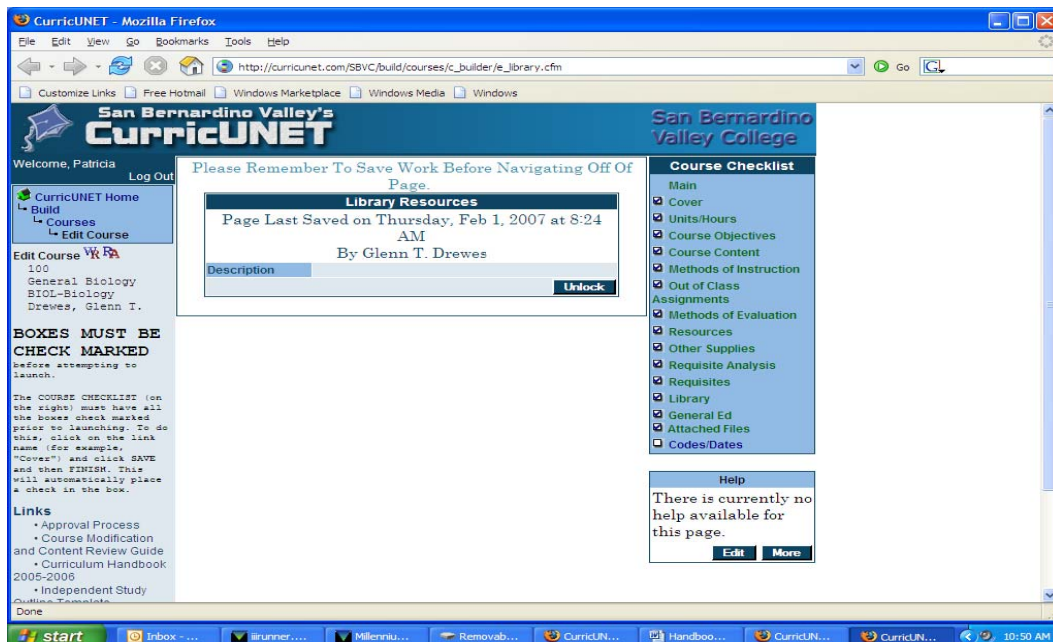 CurricUNET - Mozilla Firefox
File Edit View Go Bookmarks Tools Help
http://curricunet.com/SBVC/build/courses/c_builder/e_library.cfm
Go
Customize Links Free Hotmail Windows Marketplace Windows Media Windows
San Bernardino Valley's
CurricUNET
San Bernardino
Valley College
Welcome, Patricia
Log Out
CurricUNET Home
Build
Courses
Edit Course
Edit Course WR RA
100
General Biology
BIOL-Biology
Drewes, Glenn T.
BOXES MUST BE
CHECK MARKED
before attempting to
launch.
The COURSE CHECKLIST (on
the right) must have all
the boxes check marked
prior to launching. To do
this, click on the link
name (for example,
"Cover") and click SAVE
and then FINISH. This
will automatically place
a check in the box.
Links
• Approval Process
• Course Modification
and Content Review Guide
• Curriculum Handbook
2005-2006
• Independent Study
Outline Template
Please Remember To Save Work Before Navigating Off Of
Page.
Library Resources
Page Last Saved on Thursday, Feb 1, 2007 at 8:24
AM
By Glenn T. Drewes
Description
Unlock
Course Checklist
Main
Cover
Units/Hours
Course Objectives
Course Content
Methods of Instruction
Out of Class
Assignments
Methods of Evaluation
Resources
Other Supplies
Requisite Analysis
Requisites
Library
General Ed
Attached Files
Codes/Dates
Help
There is currently no
help available for
this page.
Edit More
Done
start Inbox - ... iiirunner.... Millenniu... Removab... CurricUN... Handboo... CurricUN... CurricUN... 10:50 AM